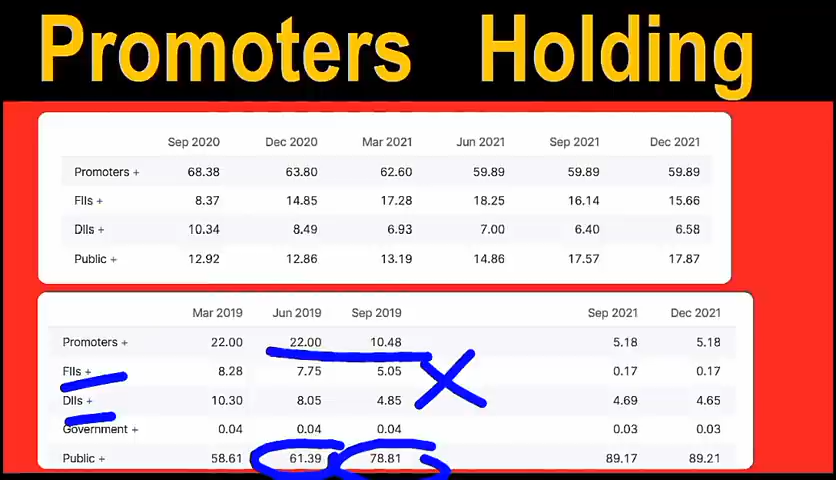 Promoters Holding
Sep 2020 Dec 2020 Mar 2021 Jun 2021 Sep 2021 Dec 2021
Promoters + 68.38 63.80 62.60 59.89 59.89 59.89
FIIs + 8.37 14.85 17.28 18.25 16.14 15.66
DIIs + 10.34 8.49 6.93 7.00 6.40 6.58
Public + 12.92 12.86 13.19 14.86 17.57 17.87
Mar 2019 Jun 2019 Sep 2019 Sep 2021 Dec 2021
Promoters + 22.00 22.00 10.48 5.18 5.18
FIIs + 8.28 7.75 5.05 0.17 0.17
DIIs + 10.30 8.05 4.85 4.69 4.65
Government + 0.04 0.04 0.04 0.03 0.03
Public + 58.61 61.39 78.81 89.17 89.21